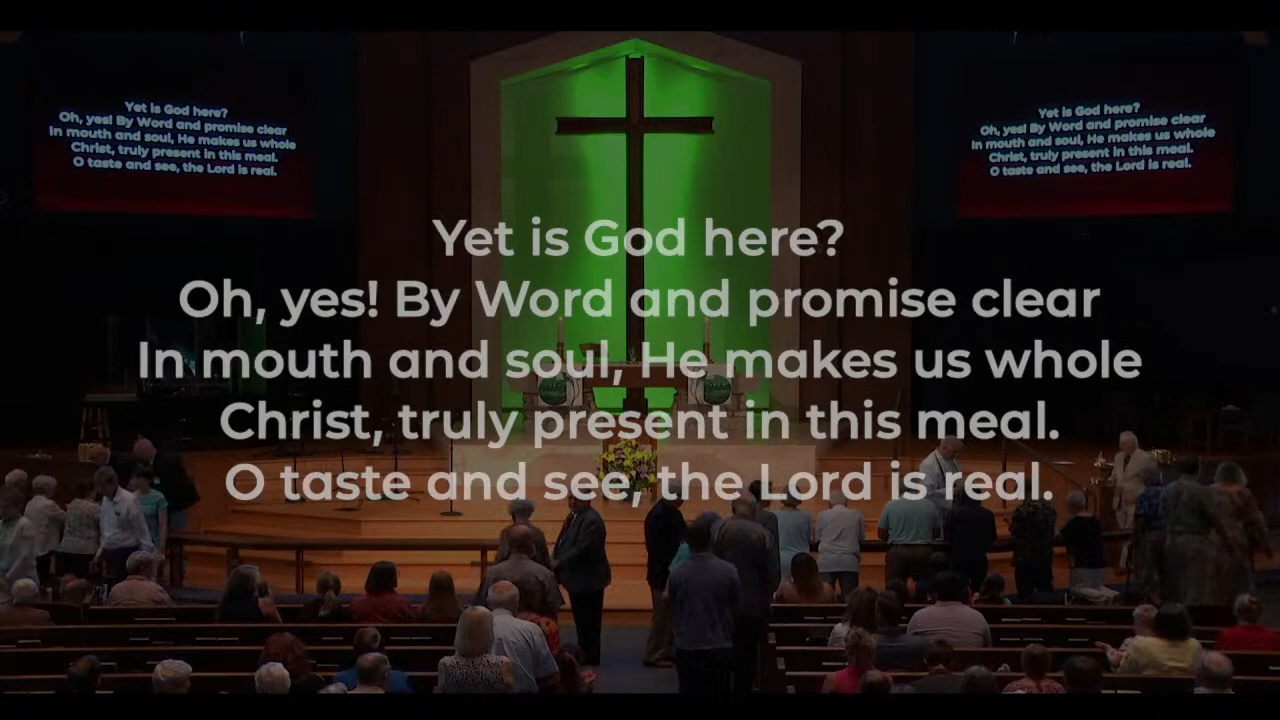 Yet is God here?
Oh, yes! By Word and promise clear
In mouth and soul, He makes us whole
Christ, truly present in this meal.
O taste and see, the Lord is real.
Yet is God here?
Oh, yes! By Word and promise clear
In mouth and soul, He makes us whole
Christ, truly present in this meal.
O taste and see, the Lord is real.
Yet is God here?
Oh, yes! By Word and promise clear
In mouth and soul, He makes us whole
Christ, truly present in this meal.
O taste and see, the Lord is real.